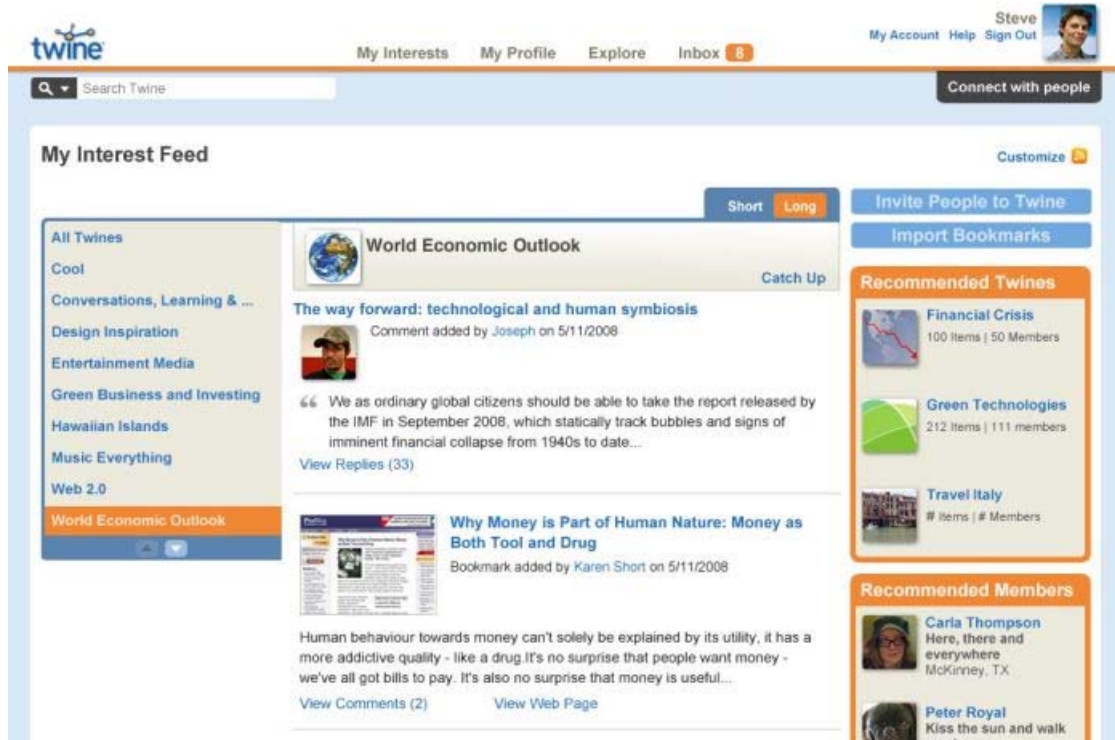 twine
My Interests My Profile Explore Inbox 8
Steve
My Account Help Sign Out
Search Twine
Connect with people
My Interest Feed
Customize
Short Long
All Twines
Cool
Conversations, Learning & ...
Design Inspiration
Entertainment Media
Green Business and Investing
Hawaiian Islands
Music Everything
Web 2.0
World Economic Outlook
World Economic Outlook
Catch Up
The way forward: technological and human symbiosis
Comment added by Joseph on 5/11/2008
“ We as ordinary global citizens should be able to take the report released by
the IMF in September 2008, which statically track bubbles and signs of
imminent financial collapse from 1940s to date...
View Replies (33)
Why Money is Part of Human Nature: Money as
Both Tool and Drug
Bookmark added by Karen Short on 5/11/2008
Human behaviour towards money can't solely be explained by its utility, it has a
more addictive quality - like a drug.It's no surprise that people want money -
we've all got bills to pay. It's also no surprise that money is useful...
View Comments (2) View Web Page
Invite People to Twine
Import Bookmarks
Recommended Twines
Financial Crisis
100 Items | 50 Members
Green Technologies
212 Items | 111 members
Travel Italy
# Items | # Members
Recommended Members
Carla Thompson
Here, there and
everywhere
McKinney, TX
Peter Royal
Kiss the sun and walk